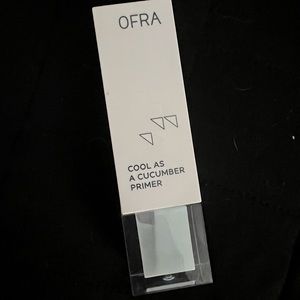 OFRA
COOL AS
A CUCUMBER
PRIMER